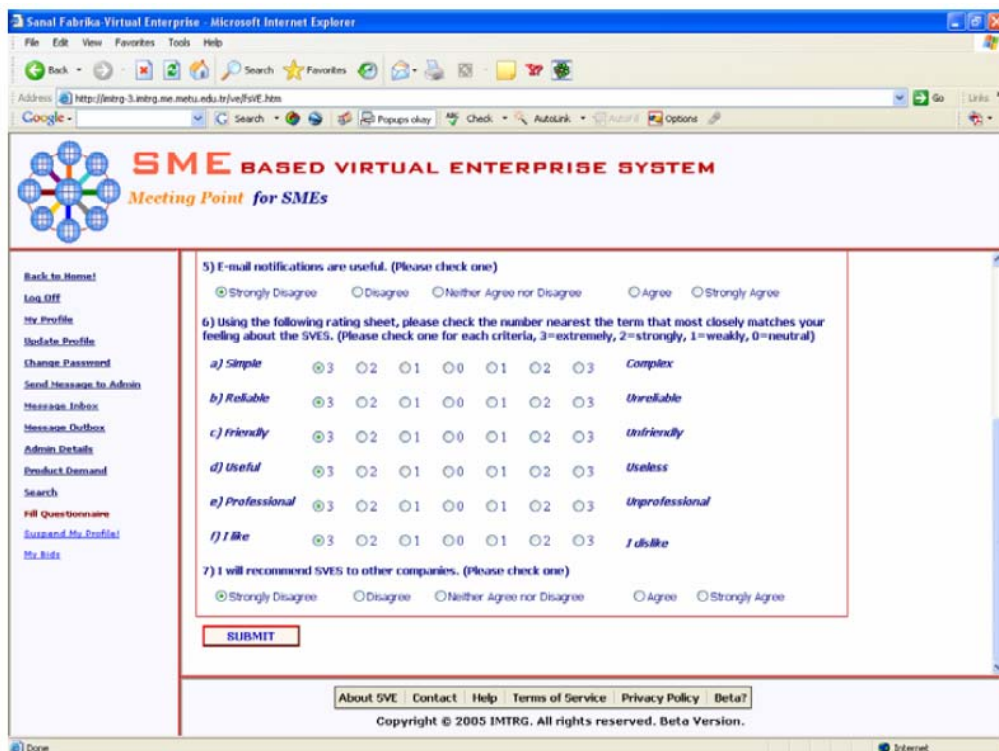 Sanal Fabrika-Virtual Enterprise - Microsoft Internet Explorer
File Edit View Favorites Tools Help
Back Search Favorites
Address http://imtrg-3.imtrg.me.metu.edu.tr/ve/fsVE.htm Go Links
Google Search Popups okay Check AutoLink AutoFill Options
SME BASED VIRTUAL ENTERPRISE SYSTEM
Meeting Point for SMEs
Back to Home!
Log Off
My Profile
Update Profile
Change Password
Send Message to Admin
Message Inbox
Message Outbox
Admin Details
Product Demand
Search
Fill Questionnaire
Suspend My Profile!
My Bids
5) E-mail notifications are useful. (Please check one)
Strongly Disagree Disagree Neither Agree nor Disagree Agree Strongly Agree
6) Using the following rating sheet, please check the number nearest the term that most closely matches your
feeling about the SVES. (Please check one for each criteria, 3=extremely, 2=strongly, 1=weakly, 0=neutral)
a) Simple 3 2 1 0 1 2 3 Complex
b) Reliable 3 2 1 0 1 2 3 Unreliable
c) Friendly 3 2 1 0 1 2 3 Unfriendly
d) Useful 3 2 1 0 1 2 3 Useless
e) Professional 3 2 1 0 1 2 3 Unprofessional
f) I like 3 2 1 0 1 2 3 I dislike
7) I will recommend SVES to other companies. (Please check one)
Strongly Disagree Disagree Neither Agree nor Disagree Agree Strongly Agree
SUBMIT
About SVE Contact Help Terms of Service Privacy Policy Beta?
Copyright © 2005 IMTRG. All rights reserved. Beta Version.
Done Internet